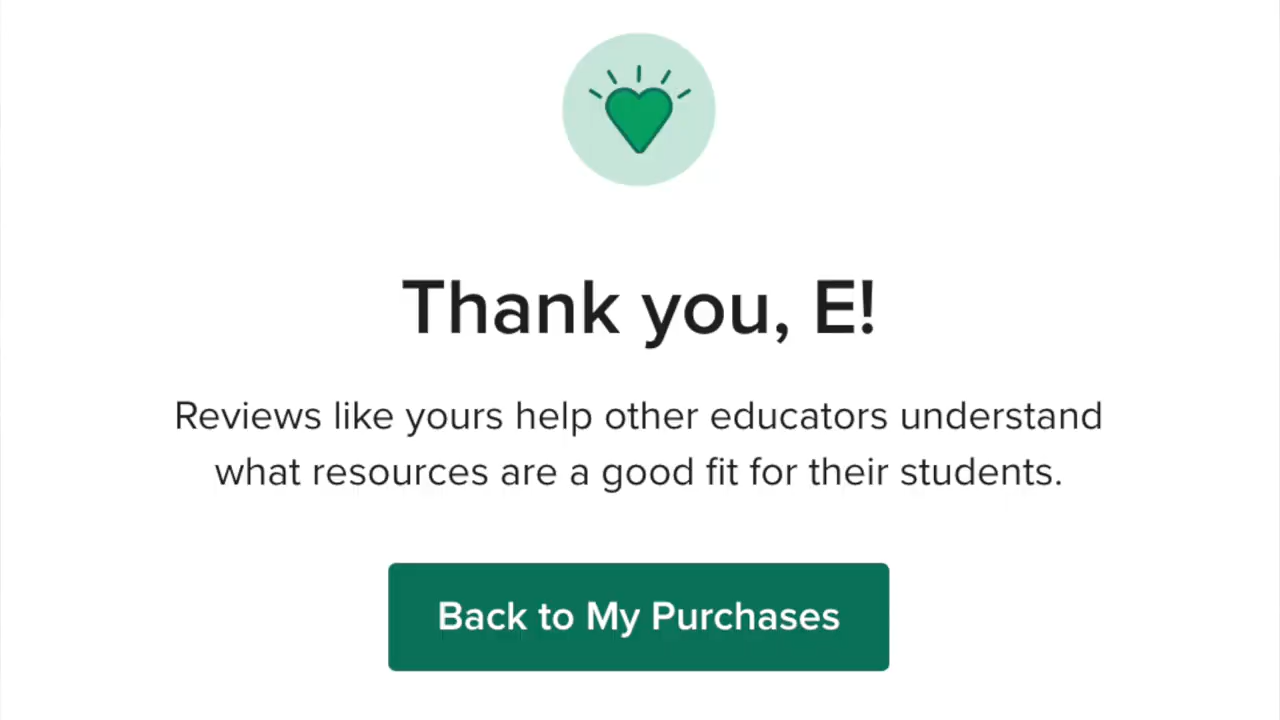 Thank you, E!
Reviews like yours help other educators understand
what resources are a good fit for their students.
Back to My Purchases